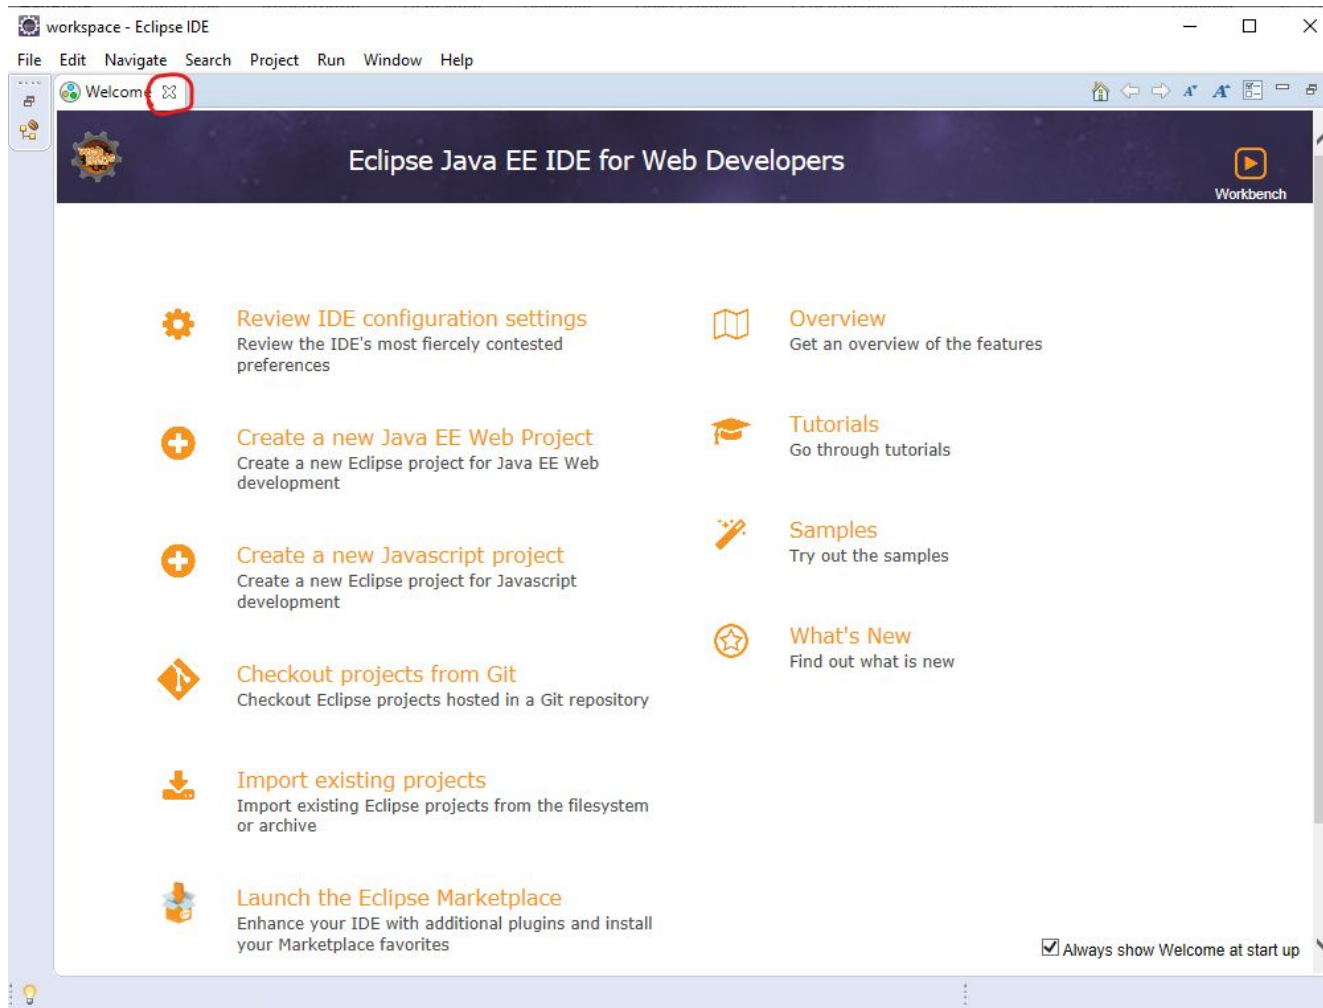 workspace - Eclipse IDE
File Edit Navigate Search Project Run Window Help
Welcome
Eclipse Java EE IDE for Web Developers
Workbench
Review IDE configuration settings
Review the IDE's most fiercely contested
preferences
Create a new Java EE Web Project
Create a new Eclipse project for Java EE Web
development
Create a new Javascript project
Create a new Eclipse project for Javascript
development
Checkout projects from Git
Checkout Eclipse projects hosted in a Git repository
Import existing projects
Import existing Eclipse projects from the filesystem
or archive
Launch the Eclipse Marketplace
Enhance your IDE with additional plugins and install
your Marketplace favorites
Overview
Get an overview of the features
Tutorials
Go through tutorials
Samples
Try out the samples
What's New
Find out what is new
Always show Welcome at start up